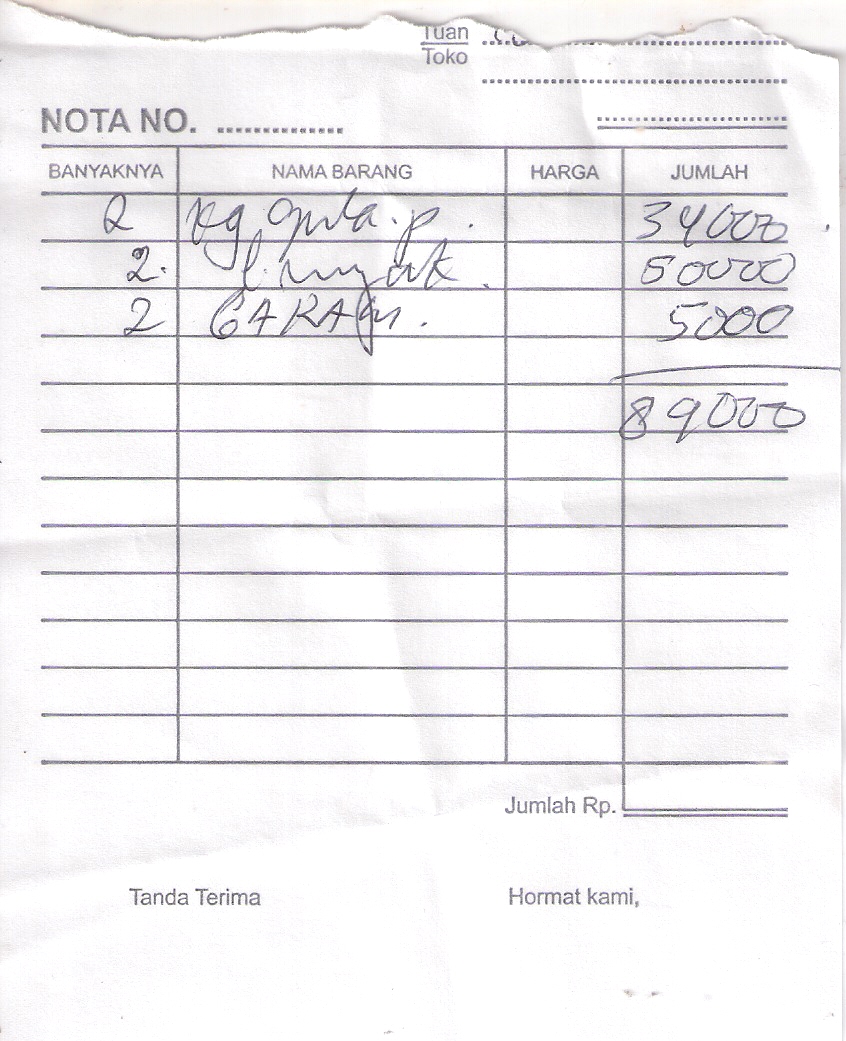 Tuan
Toko
NOTA NO. ..............
BANYAKNYA NAMA BARANG HARGA JUMLAH
2 kg gula.p. 34000
2. l. minyak. 50000
2 GARAM. 5000
89000
Jumlah Rp.
Tanda Terima Hormat kami,